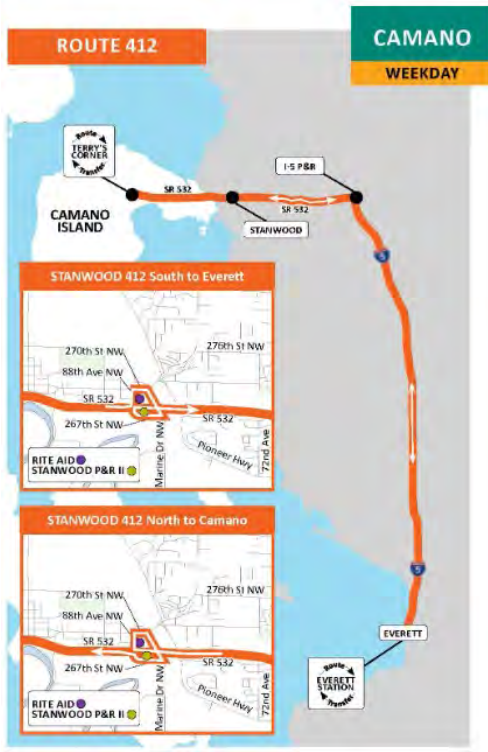 ROUTE 412
CAMANO
WEEKDAY
Route
TERRY'S
CORNER
Transfer
I-5 P&R
SR 532
SR 532
CAMANO
ISLAND
STANWOOD
5
STANWOOD 412 South to Everett
270th St NW
276th St NW
88th Ave NW
SR 532
SR 532
267th St NW
Marine Dr NW
Pioneer Hwy
72nd Ave
RITE AID
STANWOOD P&R II
STANWOOD 412 North to Camano
270th St NW
276th St NW
88th Ave NW
SR 532
SR 532
267th St NW
Marine Dr NW
Pioneer Hwy
72nd Ave
RITE AID
STANWOOD P&R II
5
EVERETT
Route
EVERETT
STATION
Transfer